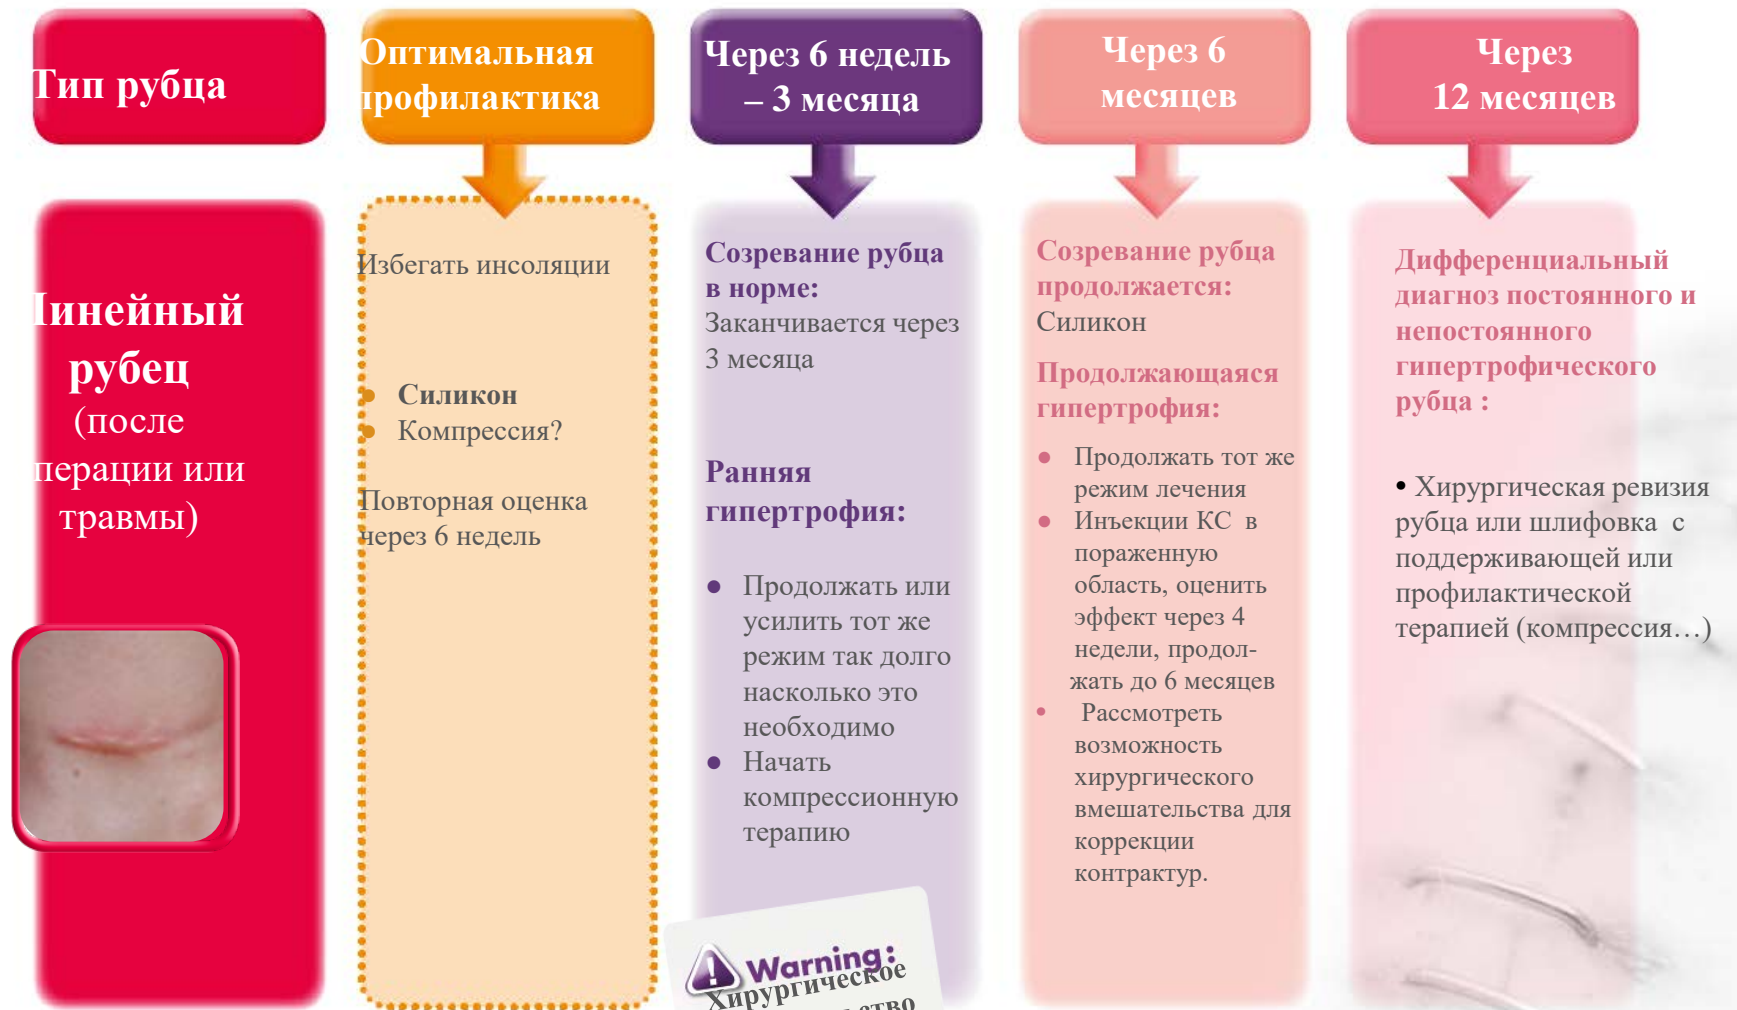 Тип рубца
Оптимальная
профилактика
Через 6 недель
– 3 месяца
Через 6
месяцев
Через
12 месяцев
Линейный
рубец
(после
операции или
травмы)
Избегать инсоляции
● Силикон
● Компрессия?
Повторная оценка
через 6 недель
Созревание рубца
в норме:
Заканчивается через
3 месяца
Ранняя
гипертрофия:
● Продолжать или
усилить тот же
режим так долго
насколько это
необходимо
● Начать
компрессионную
терапию
Warning:
Хирургическое
Созревание рубца
продолжается:
Силикон
Продолжающаяся
гипертрофия:
● Продолжать тот же
режим лечения
● Инъекции КС в
пораженную
область, оценить
эффект через 4
недели, продол-
жать до 6 месяцев
• Рассмотреть
возможность
хирургического
вмешательства для
коррекции
контрактур.
Дифференциальный
диагноз постоянного и
непостоянного
гипертрофического
рубца :
• Хирургическая ревизия
рубца или шлифовка с
поддерживающей или
профилактической
терапией (компрессия…)